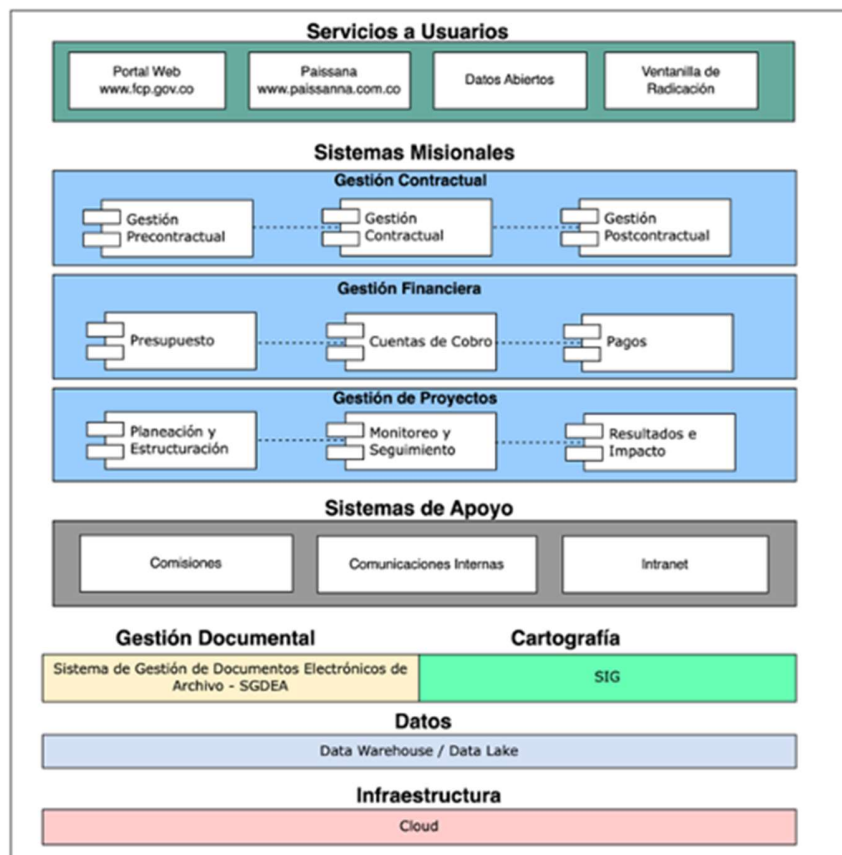 Servicios a Usuarios
Portal Web
www.fcp.gov.co
Paissana
www.paissanna.com.co
Datos Abiertos
Ventanilla de
Radicación
Sistemas Misionales
Gestión Contractual
Gestión
Precontractual
Gestión
Contractual
Gestión
Postcontractual
Gestión Financiera
Presupuesto
Cuentas de Cobro
Pagos
Gestión de Proyectos
Planeación y
Estructuración
Monitoreo y
Seguimiento
Resultados e
Impacto
Sistemas de Apoyo
Comisiones
Comunicaciones Internas
Intranet
Gestión Documental
Sistema de Gestión de Documentos Electrónicos de
Archivo - SGDEA
Cartografía
SIG
Datos
Data Warehouse / Data Lake
Infraestructura
Cloud